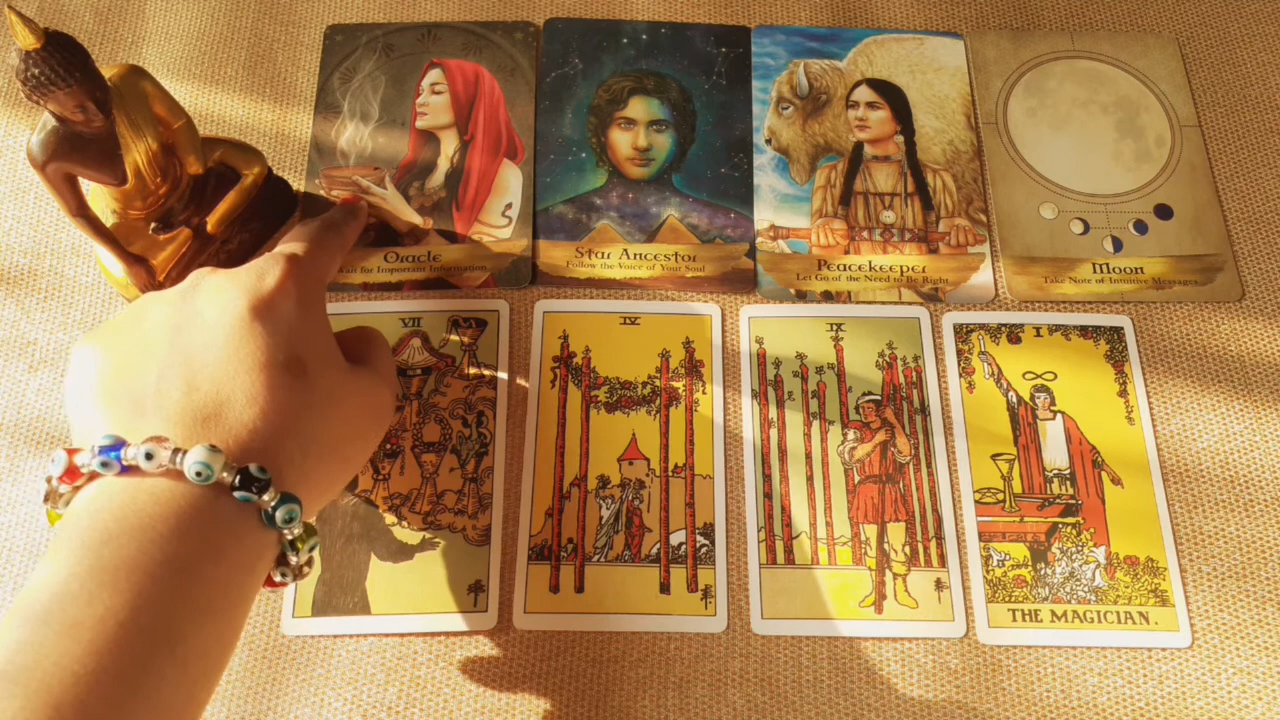 Oracle
Wait for Important Information
Star Ancestor
Follow the Voice of Your Soul
Peacekeeper
Let Go of the Need to Be Right
Moon
Take Note of Intuitive Messages
VII
IV
IX
I
THE MAGICIAN.